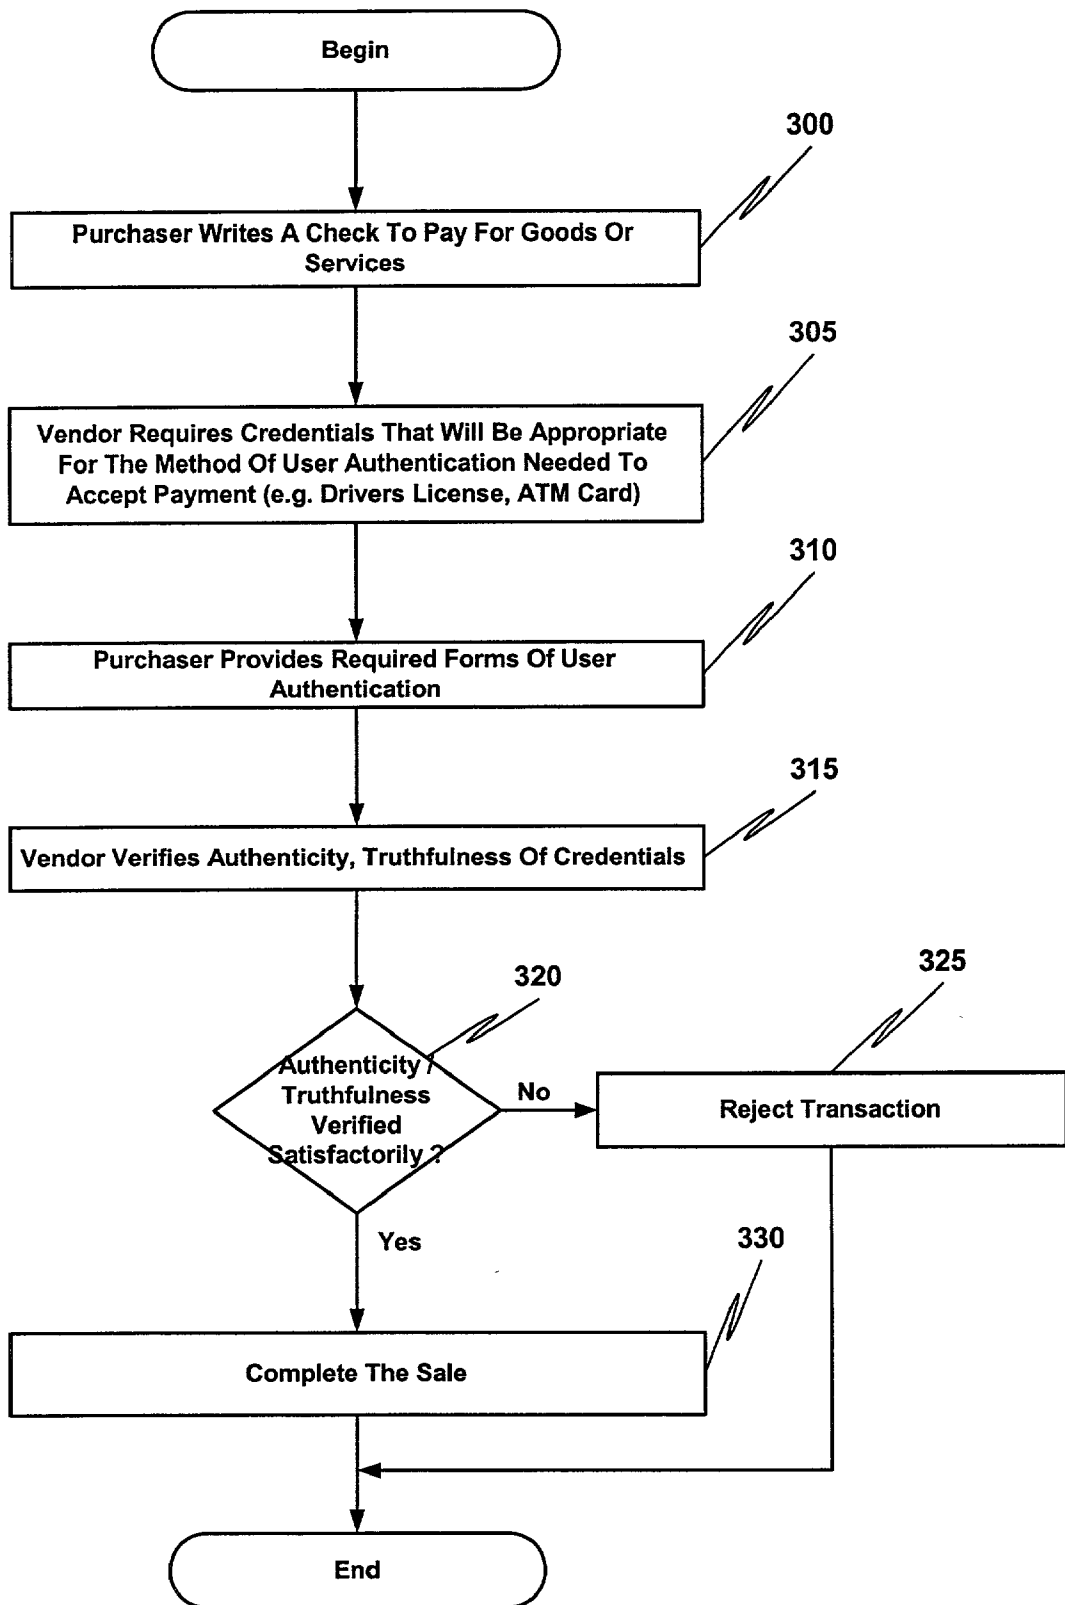 Begin
300
Purchaser Writes A Check To Pay For Goods Or
Services
305
Vendor Requires Credentials That Will Be Appropriate
For The Method Of User Authentication Needed To
Accept Payment (e.g. Drivers License, ATM Card)
310
Purchaser Provides Required Forms Of User
Authentication
315
Vendor Verifies Authenticity, Truthfulness Of Credentials
320
325
Authenticity /
Truthfulness
Verified
Satisfactorily ?
No
Reject Transaction
Yes
330
Complete The Sale
End